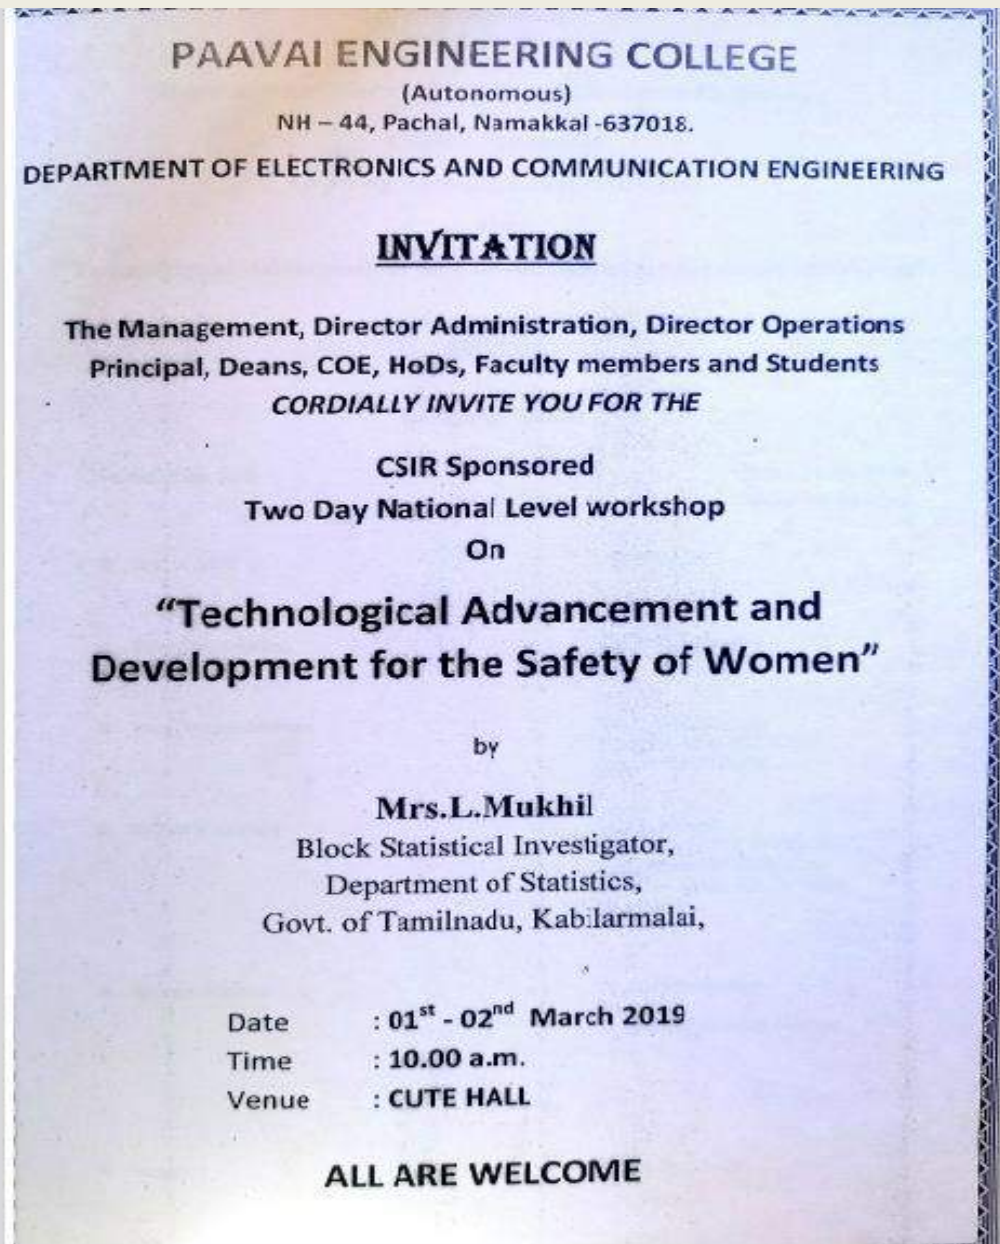 PAAVAI ENGINEERING COLLEGE
(Autonomous)
NH – 44, Pachal, Namakkal -637018.
DEPARTMENT OF ELECTRONICS AND COMMUNICATION ENGINEERING
INVITATION
The Management, Director Administration, Director Operations
Principal, Deans, COE, HoDs, Faculty members and Students
CORDIALLY INVITE YOU FOR THE
CSIR Sponsored
Two Day National Level workshop
On
“Technological Advancement and
Development for the Safety of Women”
by
Mrs.L.Mukhil
Block Statistical Investigator,
Department of Statistics,
Govt. of Tamilnadu, Kabilarmalai,
Date : 01st - 02nd March 2019
Time : 10.00 a.m.
Venue : CUTE HALL
ALL ARE WELCOME